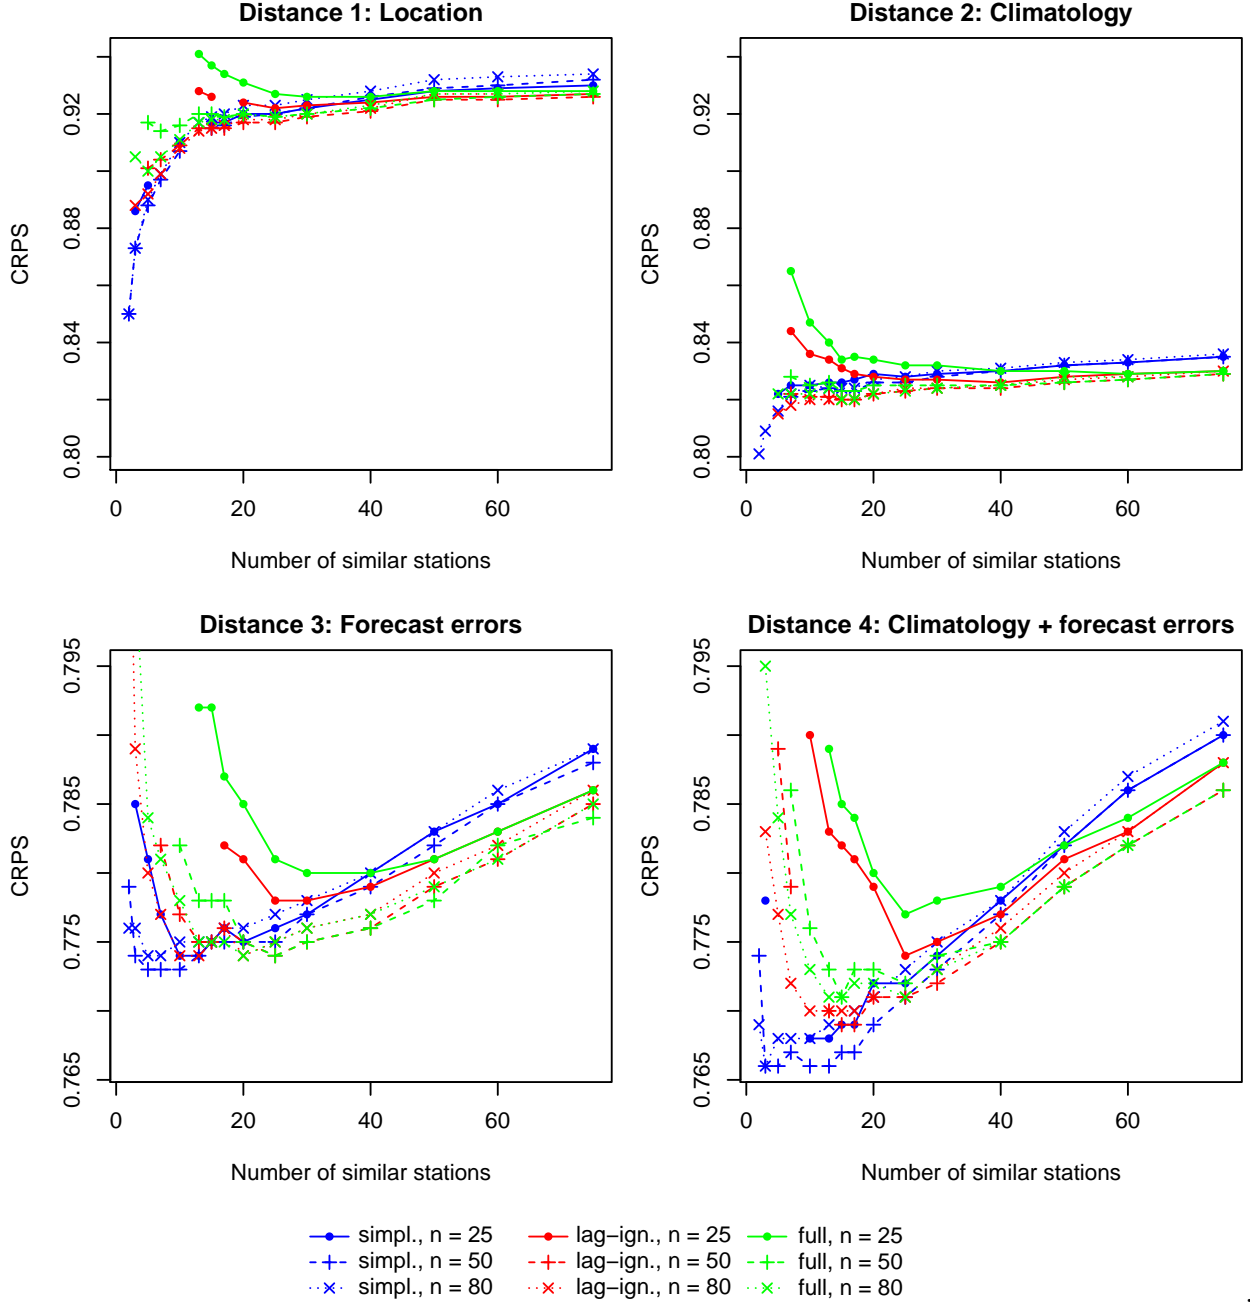 Distance 1: Location
CRPS
0.80
0.84
0.88
0.92
0
20
40
60
Number of similar stations
Distance 2: Climatology
CRPS
0.80
0.84
0.88
0.92
0
20
40
60
Number of similar stations
Distance 3: Forecast errors
CRPS
0.765
0.775
0.785
0.795
0
20
40
60
Number of similar stations
Distance 4: Climatology + forecast errors
CRPS
0.765
0.775
0.785
0.795
0
20
40
60
Number of similar stations
simpl., n = 25
simpl., n = 50
simpl., n = 80
lag−ign., n = 25
lag−ign., n = 50
lag−ign., n = 80
full, n = 25
full, n = 50
full, n = 80